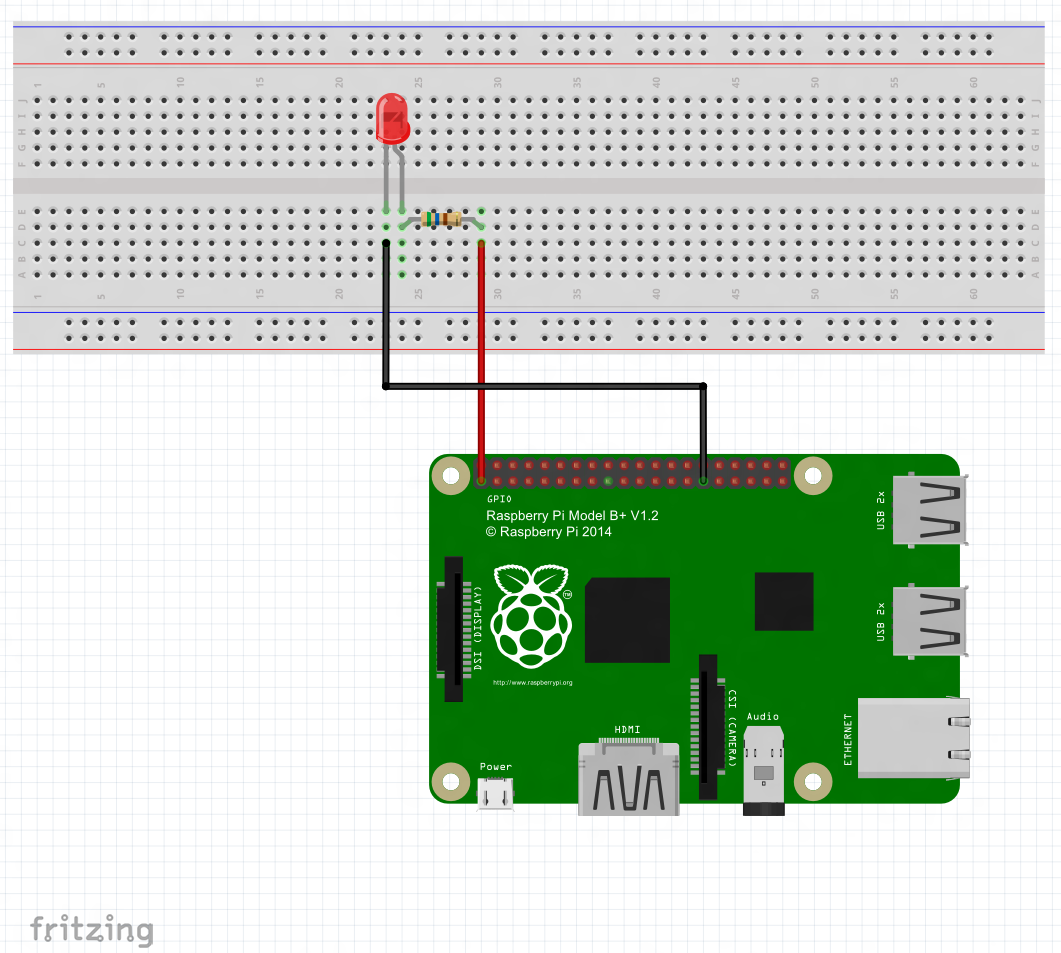 1 5 10 15 20 25 30 35 40 45 50 55 60
J J
I I
H H
G G
F F
E E
D D
C C
B B
A A
1 5 10 15 20 25 30 35 40 45 50 55 60
GPIO
Raspberry Pi Model B+ V1.2
© Raspberry Pi 2014
USB 2x
TM
DSI (DISPLAY)
USB 2x
http://www.raspberrypi.org
CSI (CAMERA)
Audio
ETHERNET
HDMI
Power
fritzing